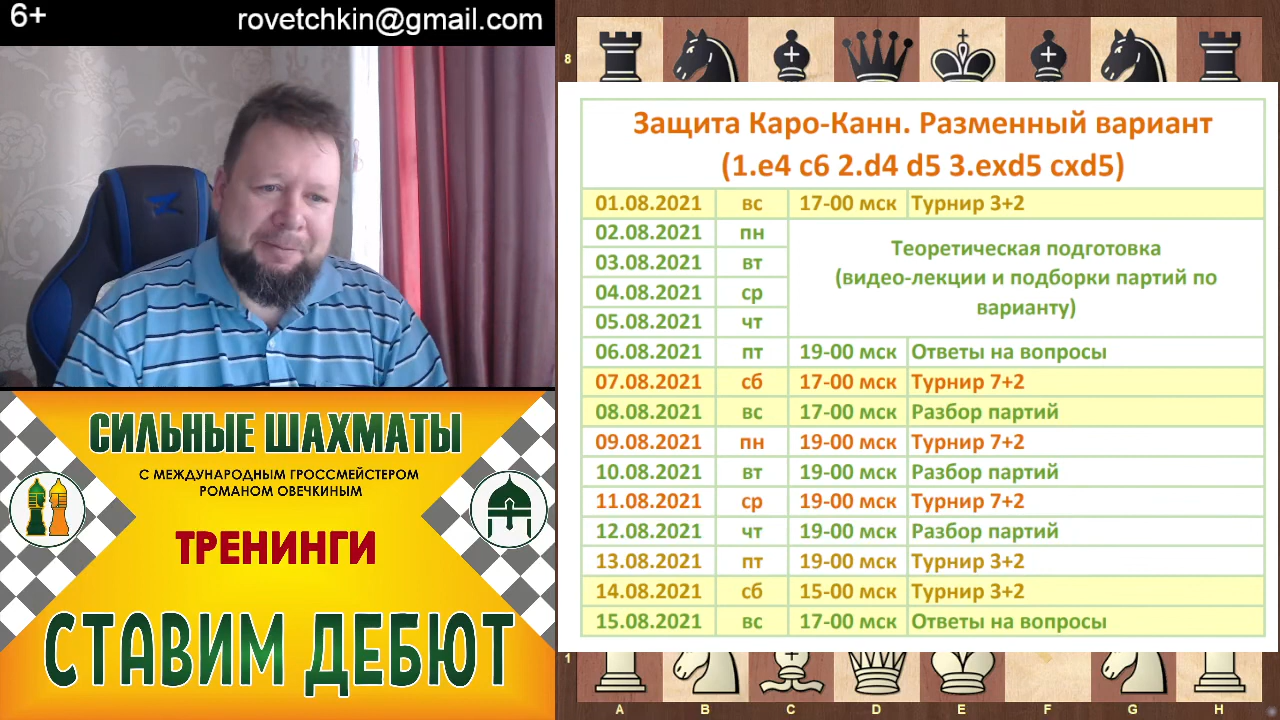 6+
rovetchkin@gmail.com
СИЛЬНЫЕ ШАХМАТЫ
С МЕЖДУНАРОДНЫМ ГРОССМЕЙСТЕРОМ
РОМАНОМ ОВЕЧКИНЫМ
ТРЕНИНГИ
СТАВИМ ДЕБЮТ
8
Защита Каро-Канн. Разменный вариант
(1.e4 c6 2.d4 d5 3.exd5 cxd5)
01.08.2021 вс 17-00 мск Турнир 3+2
02.08.2021 пн
03.08.2021 вт
04.08.2021 ср
05.08.2021 чт
Теоретическая подготовка
(видео-лекции и подборки партий по
варианту)
06.08.2021 пт 19-00 мск Ответы на вопросы
07.08.2021 сб 17-00 мск Турнир 7+2
08.08.2021 вс 17-00 мск Разбор партий
09.08.2021 пн 19-00 мск Турнир 7+2
10.08.2021 вт 19-00 мск Разбор партий
11.08.2021 ср 19-00 мск Турнир 7+2
12.08.2021 чт 19-00 мск Разбор партий
13.08.2021 пт 19-00 мск Турнир 3+2
14.08.2021 сб 15-00 мск Турнир 3+2
15.08.2021 вс 17-00 мск Ответы на вопросы
1
A B C D E F G H